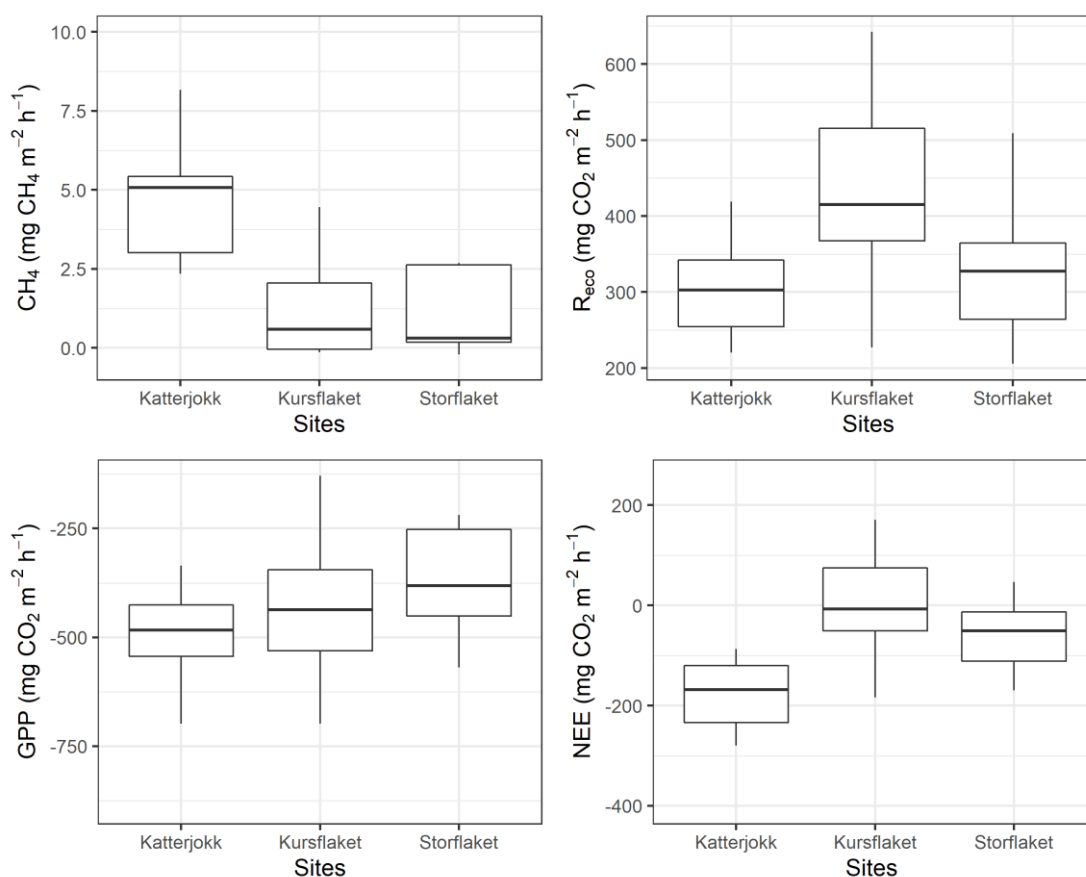 10.0
7.5
5.0
2.5
0.0
CH₄ (mg CH₄ m⁻² h⁻¹)
Katterjokk Kursflaket Storflaket
Sites
600
500
400
300
200
R_eco (mg CO₂ m⁻² h⁻¹)
Katterjokk Kursflaket Storflaket
Sites
-250
-500
-750
GPP (mg CO₂ m⁻² h⁻¹)
Katterjokk Kursflaket Storflaket
Sites
200
0
-200
-400
NEE (mg CO₂ m⁻² h⁻¹)
Katterjokk Kursflaket Storflaket
Sites